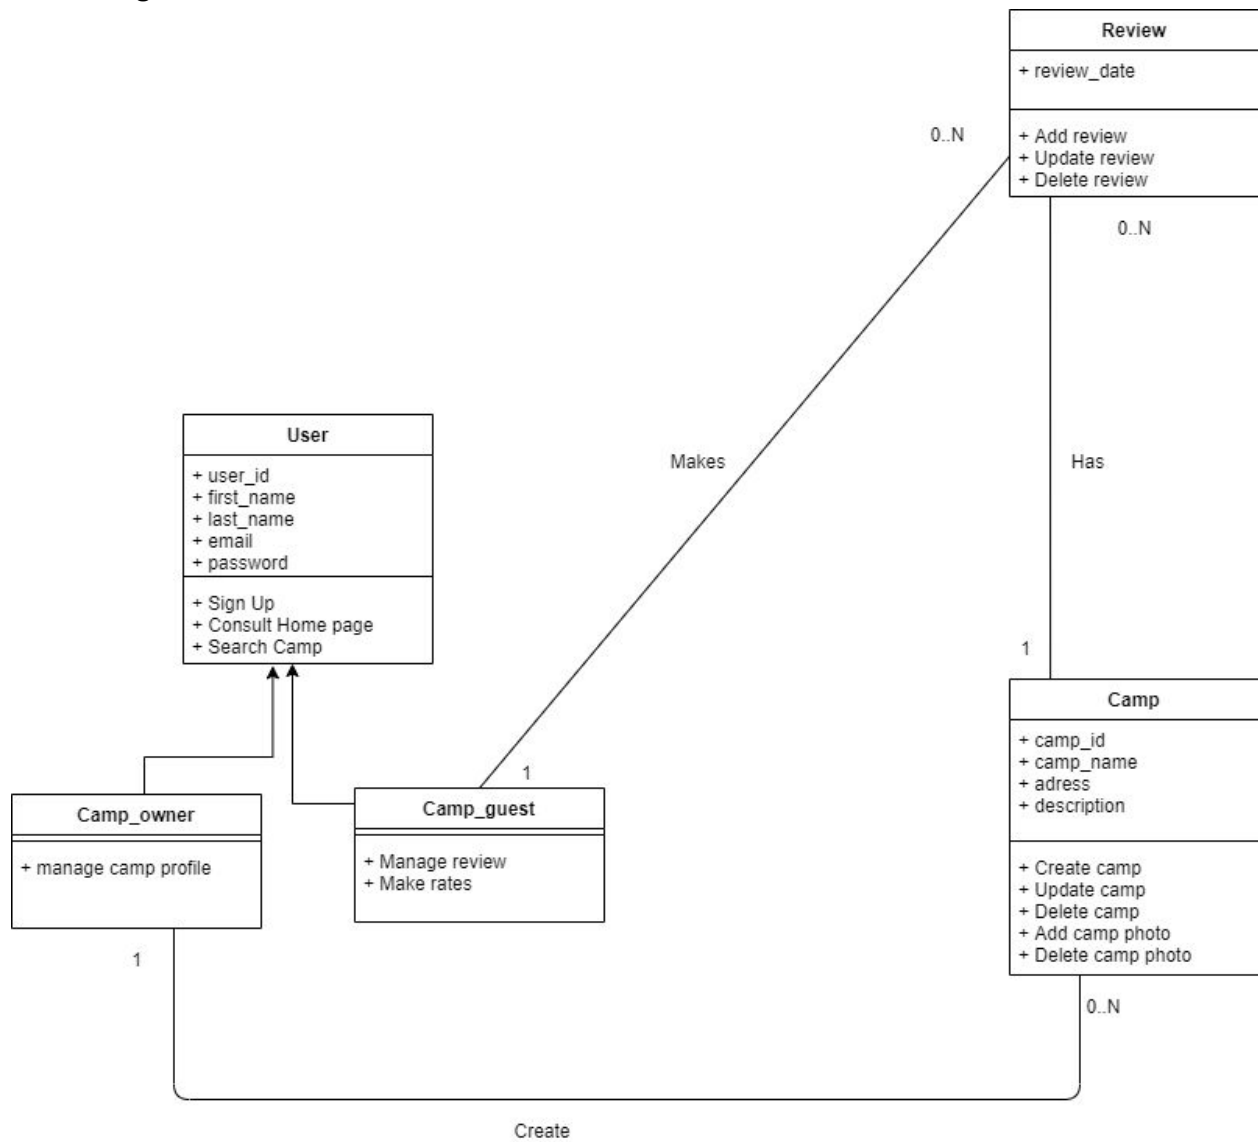 Review
+ review_date
0..N
+ Add review
+ Update review
+ Delete review
0..N
User
+ user_id
+ first_name
+ last_name
+ email
+ password
+ Sign Up
+ Consult Home page
+ Search Camp
Makes
Has
1
Camp
+ camp_id
+ camp_name
+ adress
+ description
+ Create camp
+ Update camp
+ Delete camp
+ Add camp photo
+ Delete camp photo
1
Camp_owner
+ manage camp profile
Camp_guest
+ Manage review
+ Make rates
1
0..N
Create